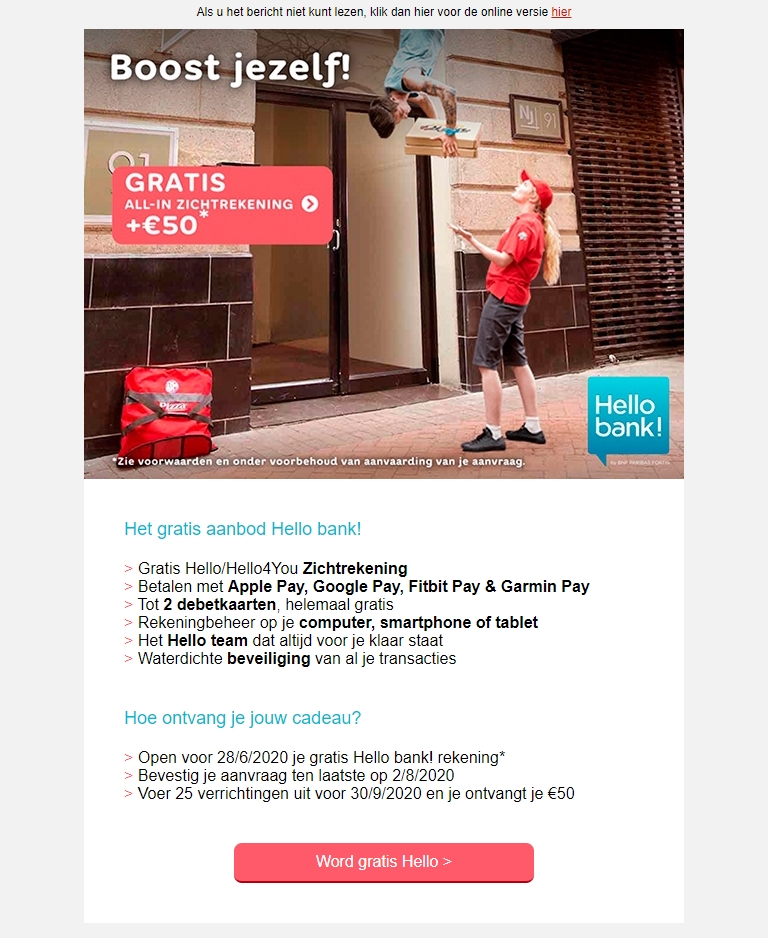 Als u het bericht niet kunt lezen, klik dan hier voor de online versie hier
Boost jezelf!
NJ 91
91
GRATIS
ALL-IN ZICHTREKENING
+€50*
Pizza
Hello
bank!
by BNP PARIBAS FORTIS
*Zie voorwaarden en onder voorbehoud van aanvaarding van je aanvraag.
Het gratis aanbod Hello bank!
> Gratis Hello/Hello4You Zichtrekening
> Betalen met Apple Pay, Google Pay, Fitbit Pay & Garmin Pay
> Tot 2 debetkaarten, helemaal gratis
> Rekeningbeheer op je computer, smartphone of tablet
> Het Hello team dat altijd voor je klaar staat
> Waterdichte beveiliging van al je transacties
Hoe ontvang je jouw cadeau?
> Open voor 28/6/2020 je gratis Hello bank! rekening*
> Bevestig je aanvraag ten laatste op 2/8/2020
> Voer 25 verrichtingen uit voor 30/9/2020 en je ontvangt je €50
Word gratis Hello >